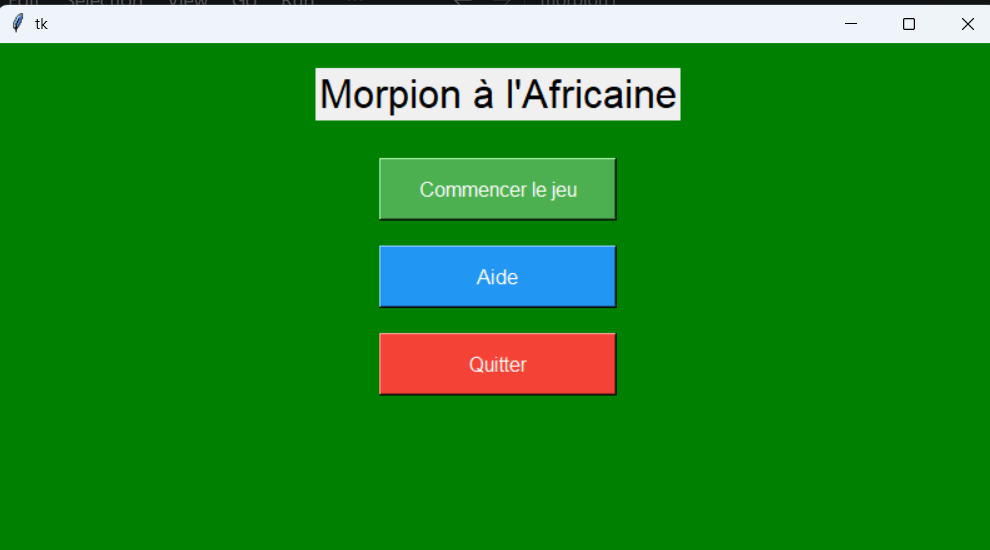 tk
Morpion à l'Africaine
Commencer le jeu
Aide
Quitter